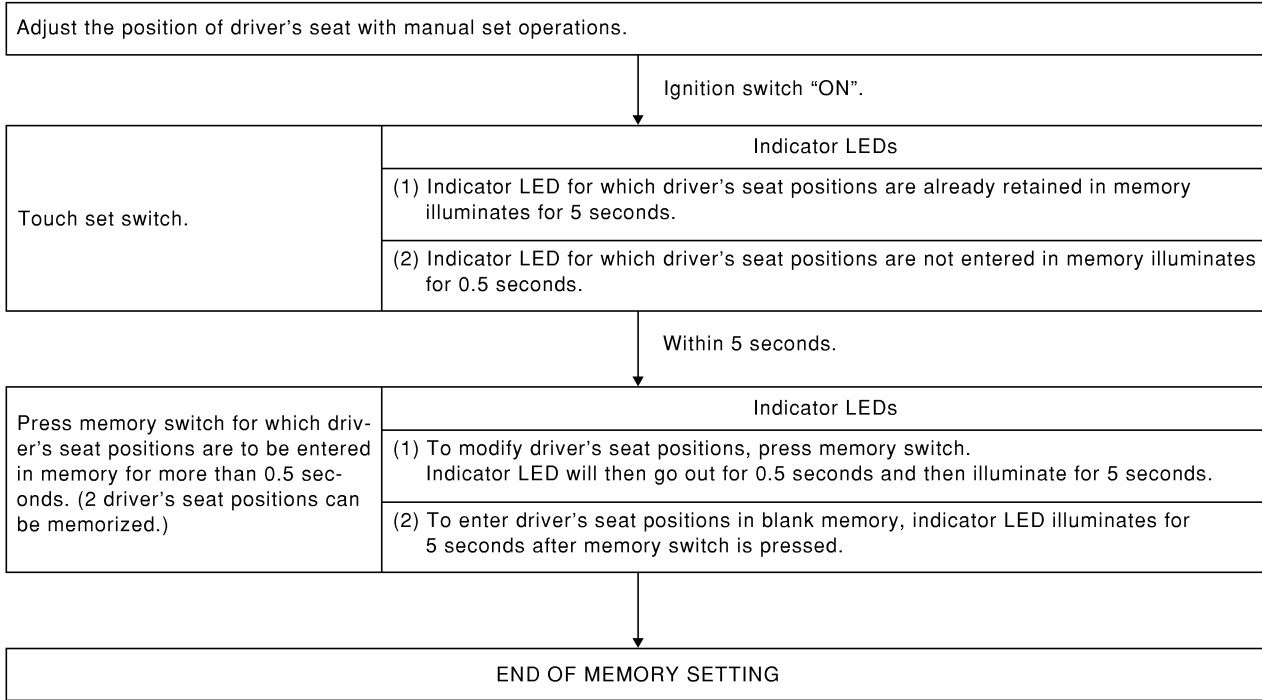 Adjust the position of driver's seat with manual set operations.
Ignition switch “ON”.
Touch set switch.
Indicator LEDs
(1) Indicator LED for which driver's seat positions are already retained in memory
illuminates for 5 seconds.
(2) Indicator LED for which driver's seat positions are not entered in memory illuminates
for 0.5 seconds.
Within 5 seconds.
Press memory switch for which driv-
er's seat positions are to be entered
in memory for more than 0.5 sec-
onds. (2 driver's seat positions can
be memorized.)
Indicator LEDs
(1) To modify driver's seat positions, press memory switch.
Indicator LED will then go out for 0.5 seconds and then illuminate for 5 seconds.
(2) To enter driver's seat positions in blank memory, indicator LED illuminates for
5 seconds after memory switch is pressed.
END OF MEMORY SETTING